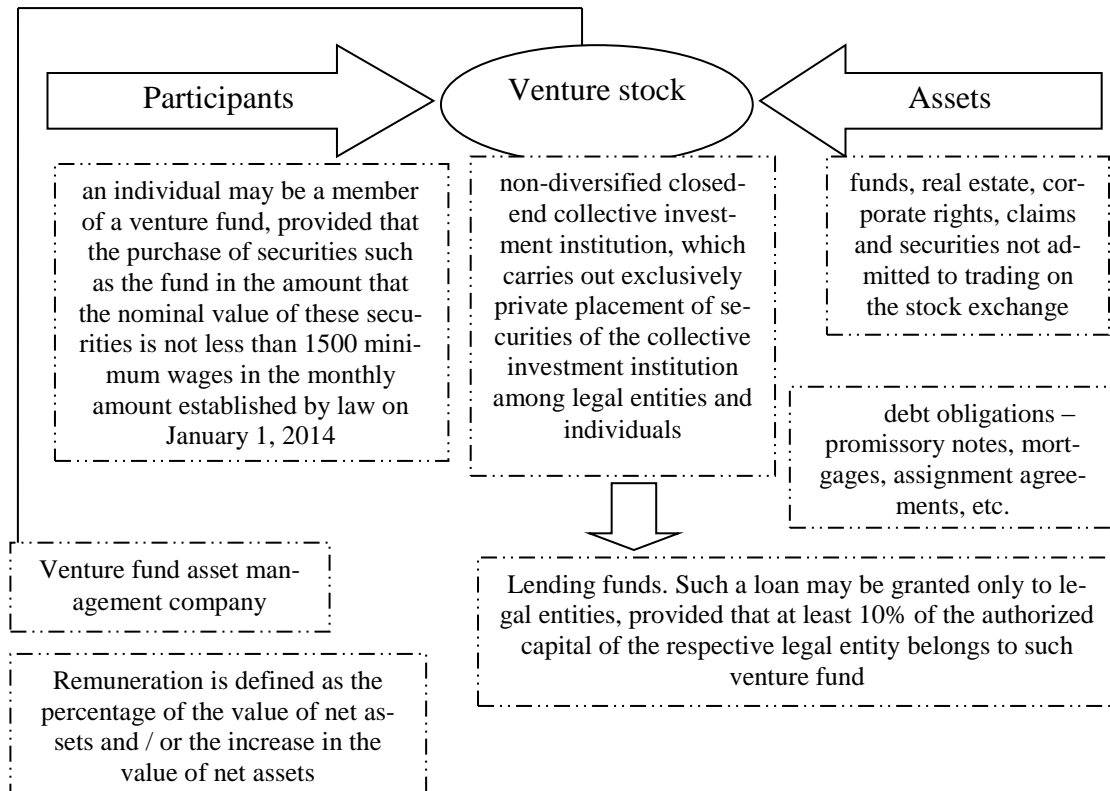 Participants
Venture stock
Assets
an individual may be a member
of a venture fund, provided that
the purchase of securities such
as the fund in the amount that
the nominal value of these secu-
rities is not less than 1500 mini-
mum wages in the monthly
amount established by law on
January 1, 2014
non-diversified closed-
end collective invest-
ment institution, which
carries out exclusively
private placement of se-
curities of the collective
investment institution
among legal entities and
individuals
funds, real estate, cor-
porate rights, claims
and securities not ad-
mitted to trading on
the stock exchange
debt obligations –
promissory notes, mort-
gages, assignment agree-
ments, etc.
Venture fund asset man-
agement company
Lending funds. Such a loan may be granted only to le-
gal entities, provided that at least 10% of the authorized
capital of the respective legal entity belongs to such
venture fund
Remuneration is defined as the
percentage of the value of net as-
sets and / or the increase in the
value of net assets